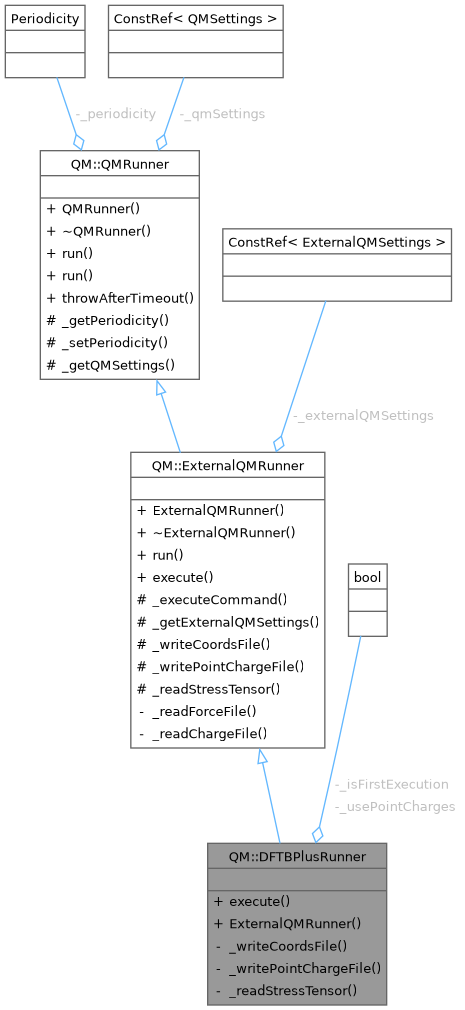 Periodicity
ConstRef< QMSettings >
-_periodicity
-_qmSettings
QM::QMRunner
+ QMRunner()
+ ~QMRunner()
+ run()
+ run()
+ throwAfterTimeout()
# _getPeriodicity()
# _setPeriodicity()
# _getQMSettings()
ConstRef< ExternalQMSettings >
-_externalQMSettings
QM::ExternalQMRunner
+ ExternalQMRunner()
+ ~ExternalQMRunner()
+ run()
+ execute()
# _executeCommand()
# _getExternalQMSettings()
# _writeCoordsFile()
# _writePointChargeFile()
# _readStressTensor()
- _readForceFile()
- _readChargeFile()
bool
-_isFirstExecution
-_usePointCharges
QM::DFTBPlusRunner
+ execute()
+ ExternalQMRunner()
- _writeCoordsFile()
- _writePointChargeFile()
- _readStressTensor()